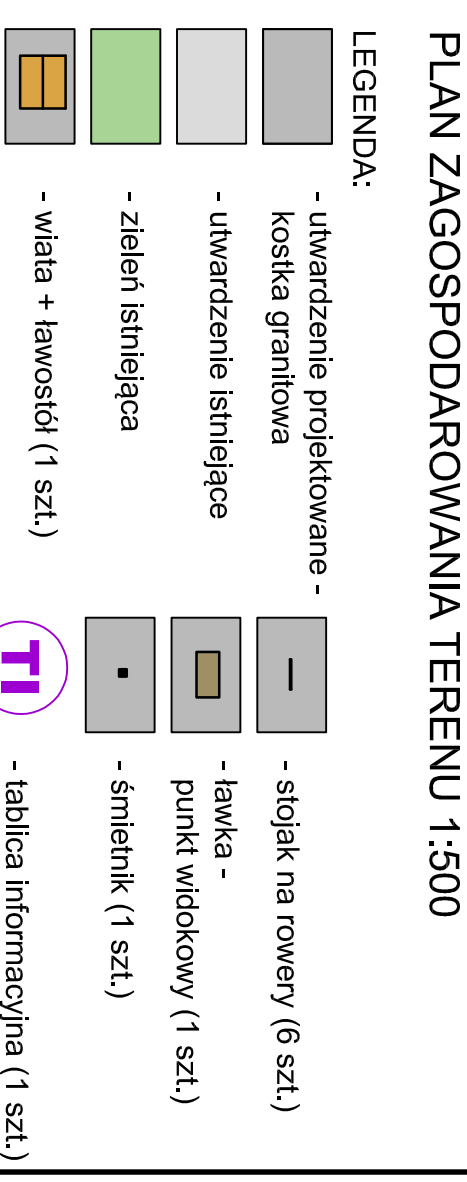 PLAN ZAGOSPODAROWANIA TERENU 1:500
LEGENDA:
- utwardzenie projektowane -
kostka granitowa
- utwardzenie istniejące
- zieleń istniejąca
- wiata + ławostół (1 szt.)
- stojak na rowery (6 szt.)
- ławka -
punkt widokowy (1 szt.)
- śmietnik (1 szt.)
TI
- tablica informacyjna (1 szt.)